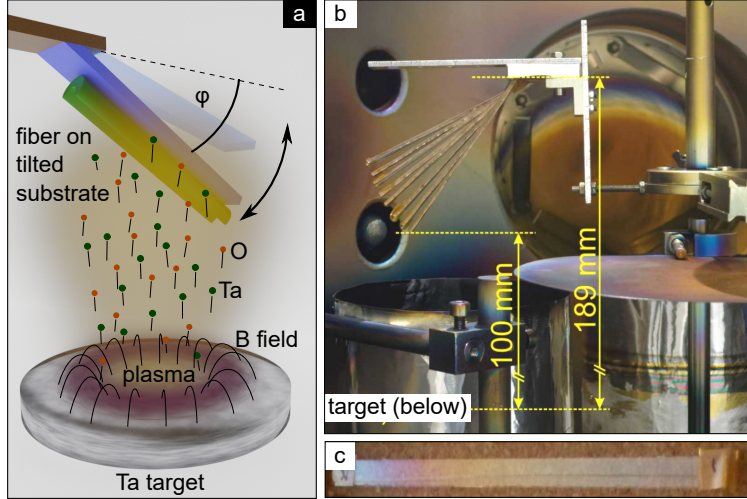 a
φ
fiber on
tilted
substrate
O
Ta
B field
plasma
Ta target
b
100 mm
189 mm
target (below)
c